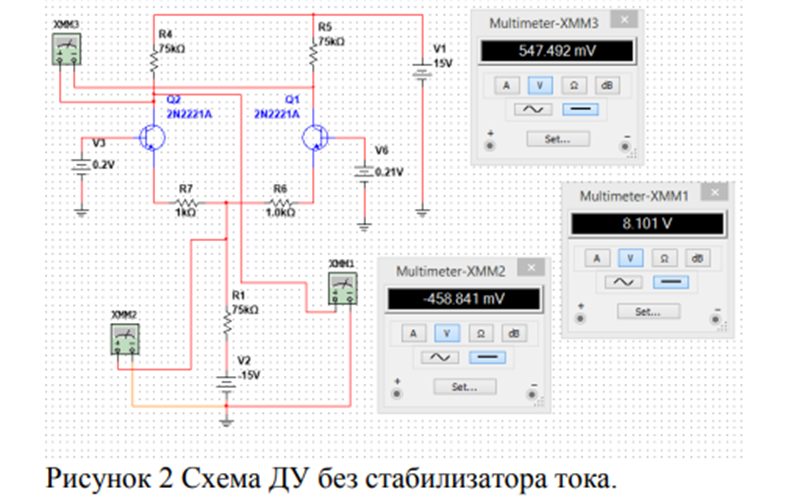 XMM3
R4
75kΩ
R5
75kΩ
V1
15V
Q2
2N2221A
Q1
2N2221A
V3
0.2V
V6
0.21V
R7
1kΩ
R6
1.0kΩ
XMM1
XMM2
R1
75kΩ
V2
-15V
Multimeter-XMM3
547.492 mV
A V Ω dB
Set...
+ -
Multimeter-XMM1
8.101 V
A V Ω dB
Set...
+ -
Multimeter-XMM2
-458.841 mV
A V Ω dB
Set...
+ -
Рисунок 2 Схема ДУ без стабилизатора тока.